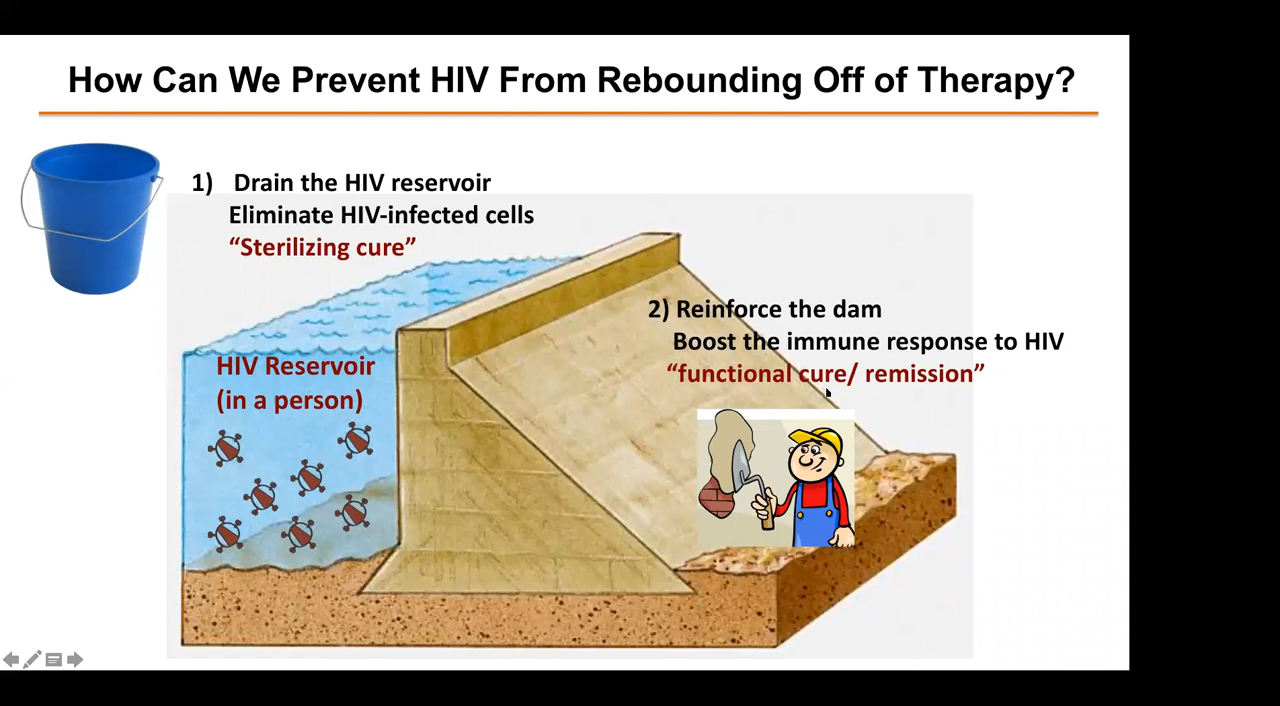 How Can We Prevent HIV From Rebounding Off of Therapy?
1) Drain the HIV reservoir
Eliminate HIV-infected cells
“Sterilizing cure”
2) Reinforce the dam
Boost the immune response to HIV
“functional cure/ remission”
HIV Reservoir
(in a person)